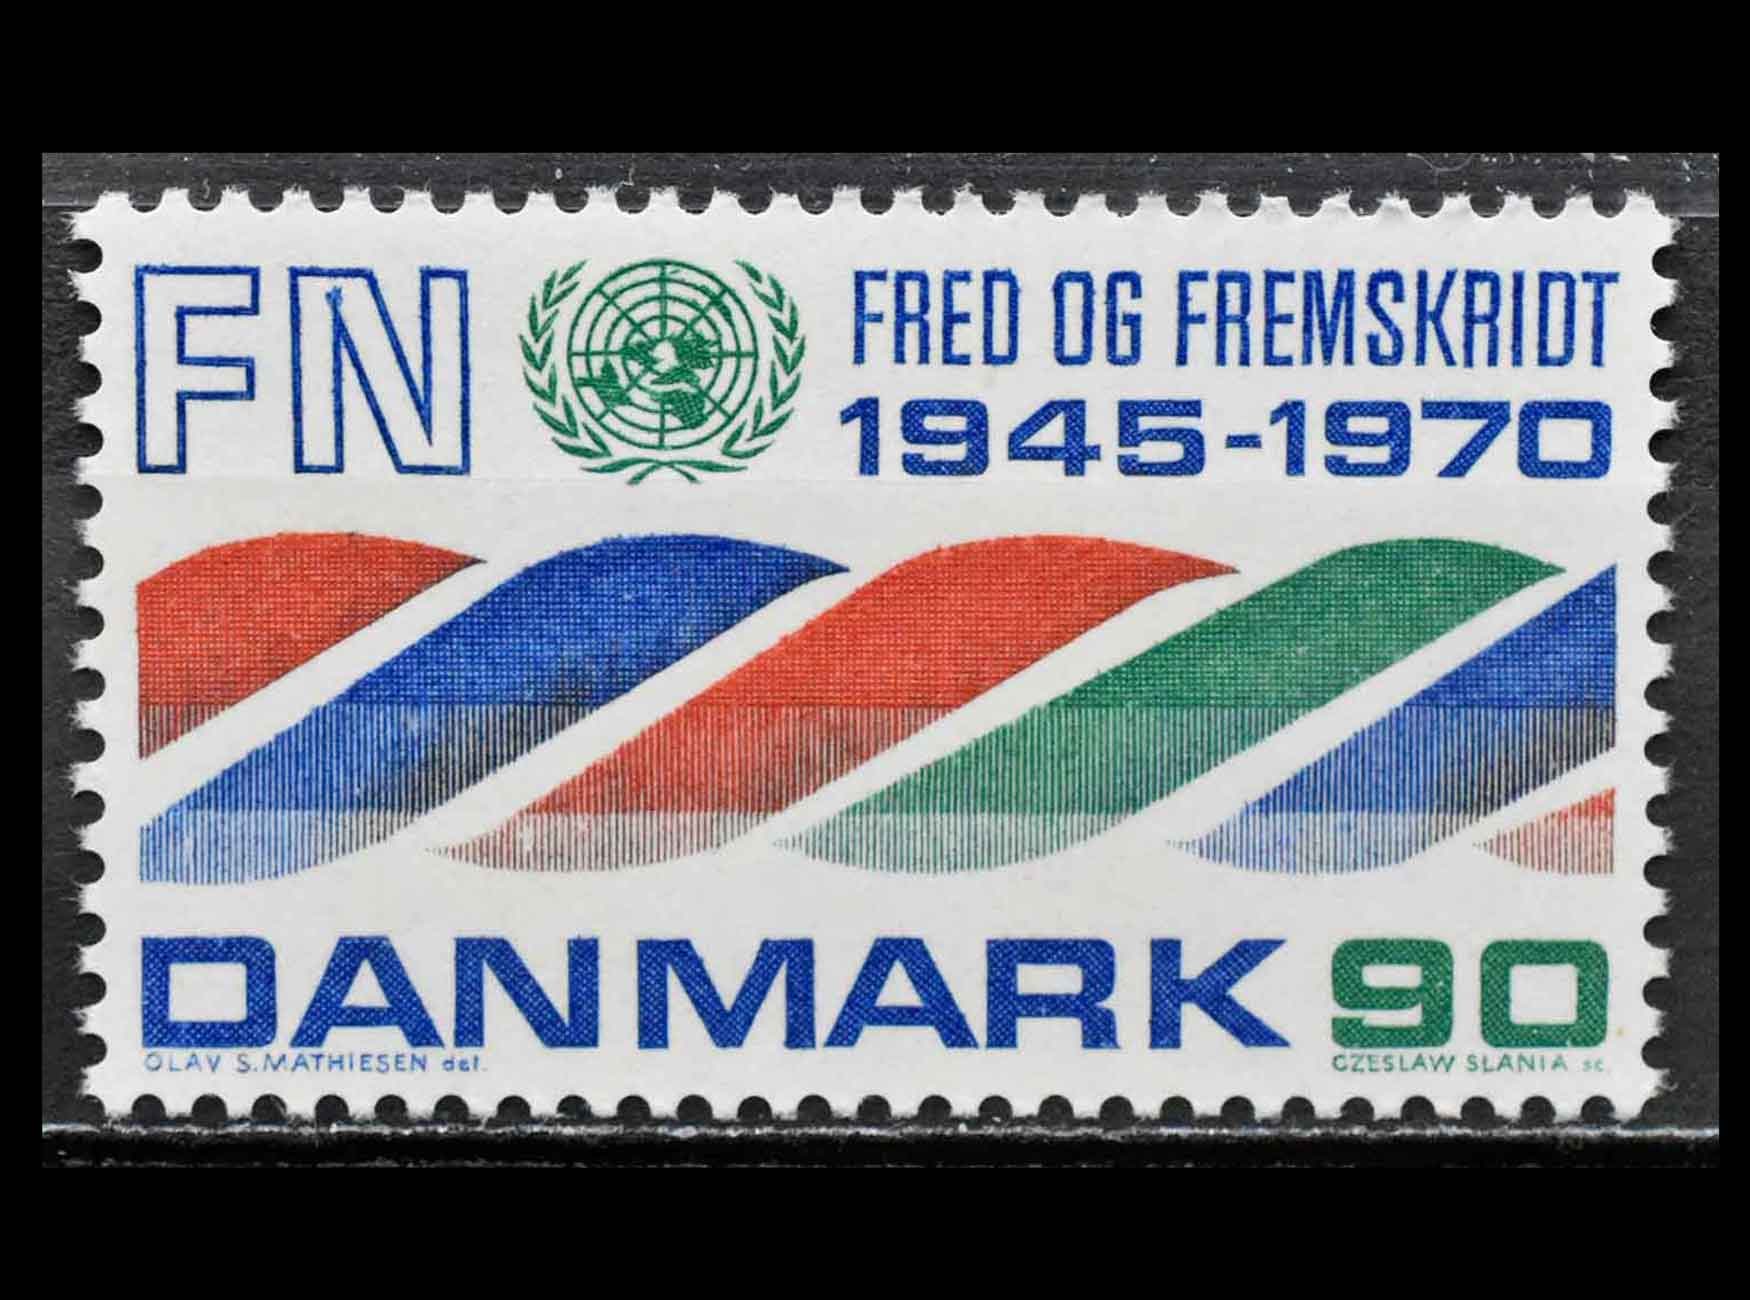 FN
FRED OG FREMSKRIDT
1945-1970
DANMARK 90
OLAV S. MATHIESEN del.
CZESLAW SLANIA sc.